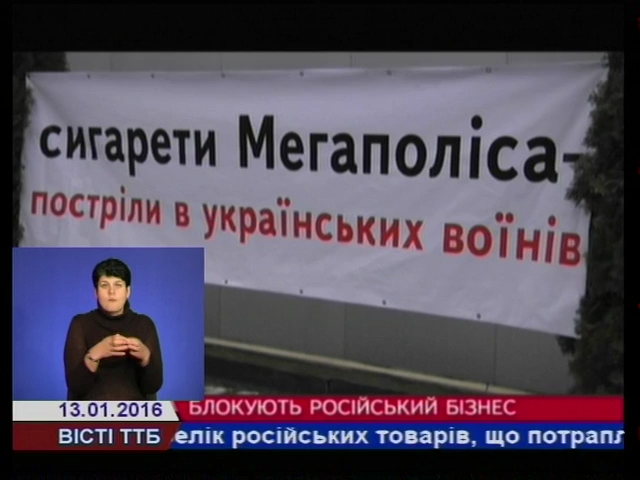 сигарети Мегаполіса-
постріли в українських воїнів
13.01.2016
БЛОКУЮТЬ РОСІЙСЬКИЙ БІЗНЕС
ВІСТІ ТТБ
елік російських товарів, що потрапл